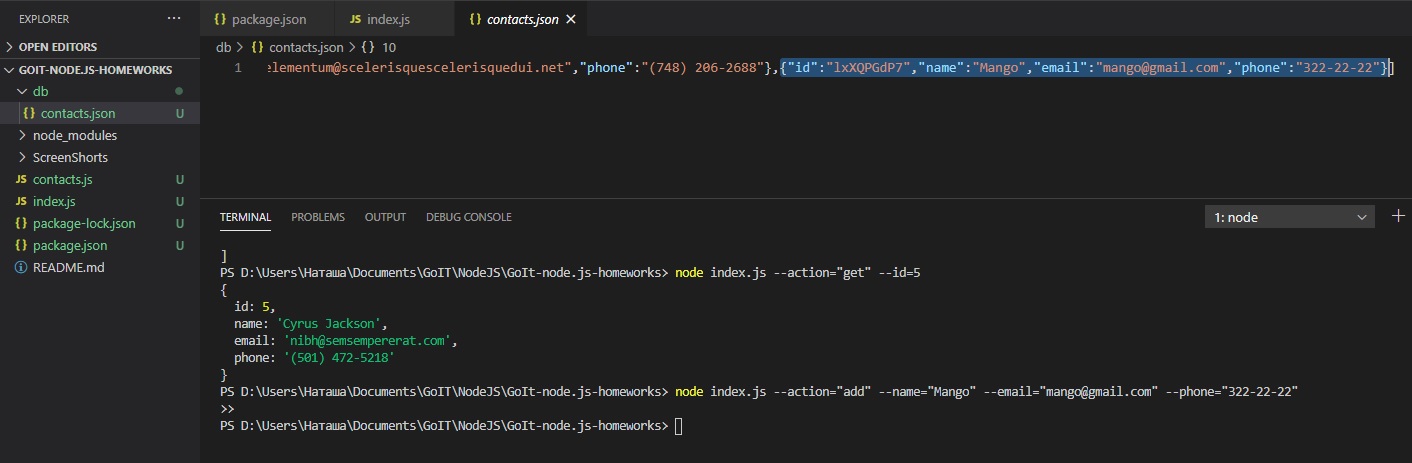 EXPLORER
OPEN EDITORS
GOIT-NODE.JS-HOMEWORKS
db
{} contacts.json U
node_modules
ScreenShorts
JS contacts.js U
JS index.js U
{} package-lock.json U
{} package.json U
README.md
{} package.json JS index.js {} contacts.json
db > {} contacts.json > {} 10
1 elementum@scelerisquescelerisquedui.net","phone":"(748) 206-2688"},{"id":"lxXQPGdP7","name":"Mango","email":"mango@gmail.com","phone":"322-22-22"}]
TERMINAL PROBLEMS OUTPUT DEBUG CONSOLE 1: node
]
PS D:\Users\Наташа\Documents\GoIT\NodeJS\GoIt-node.js-homeworks> node index.js --action="get" --id=5
{
id: 5,
name: 'Cyrus Jackson',
email: 'nibh@semsempererat.com',
phone: '(501) 472-5218'
}
PS D:\Users\Наташа\Documents\GoIT\NodeJS\GoIt-node.js-homeworks> node index.js --action="add" --name="Mango" --email="mango@gmail.com" --phone="322-22-22"
>>
PS D:\Users\Наташа\Documents\GoIT\NodeJS\GoIt-node.js-homeworks>